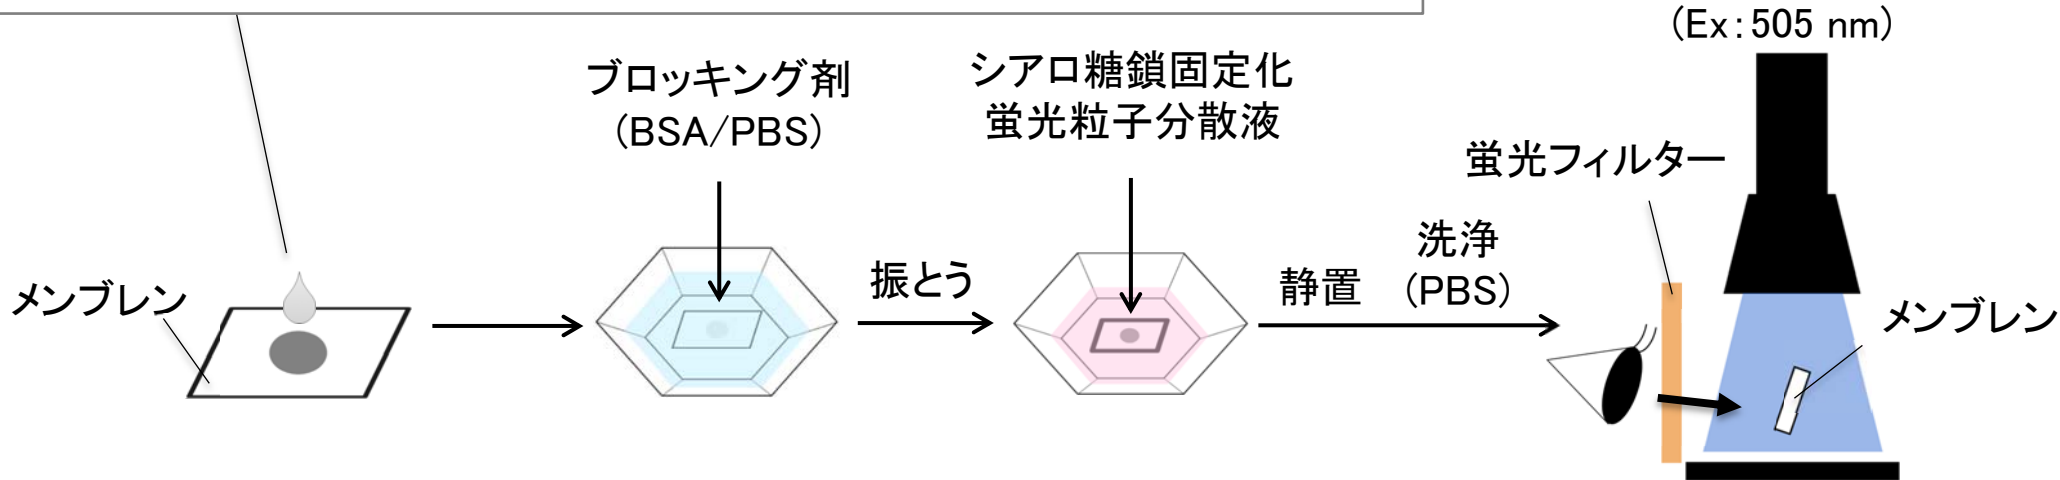 (Ex:505 nm)
ブロッキング剤
(BSA/PBS)
シアロ糖鎖固定化
蛍光粒子分散液
蛍光フィルター
メンブレン
振とう
静置
洗浄
(PBS)
メンブレン